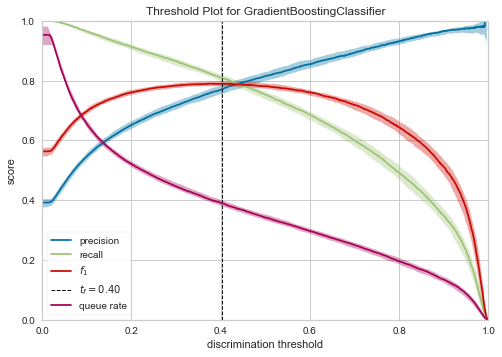 Threshold Plot for GradientBoostingClassifier
1.0
0.8
0.6
0.4
0.2
0.0
score
precision
recall
f₁
tᵣ = 0.40
queue rate
0.0 0.2 0.4 0.6 0.8 1.0
discrimination threshold